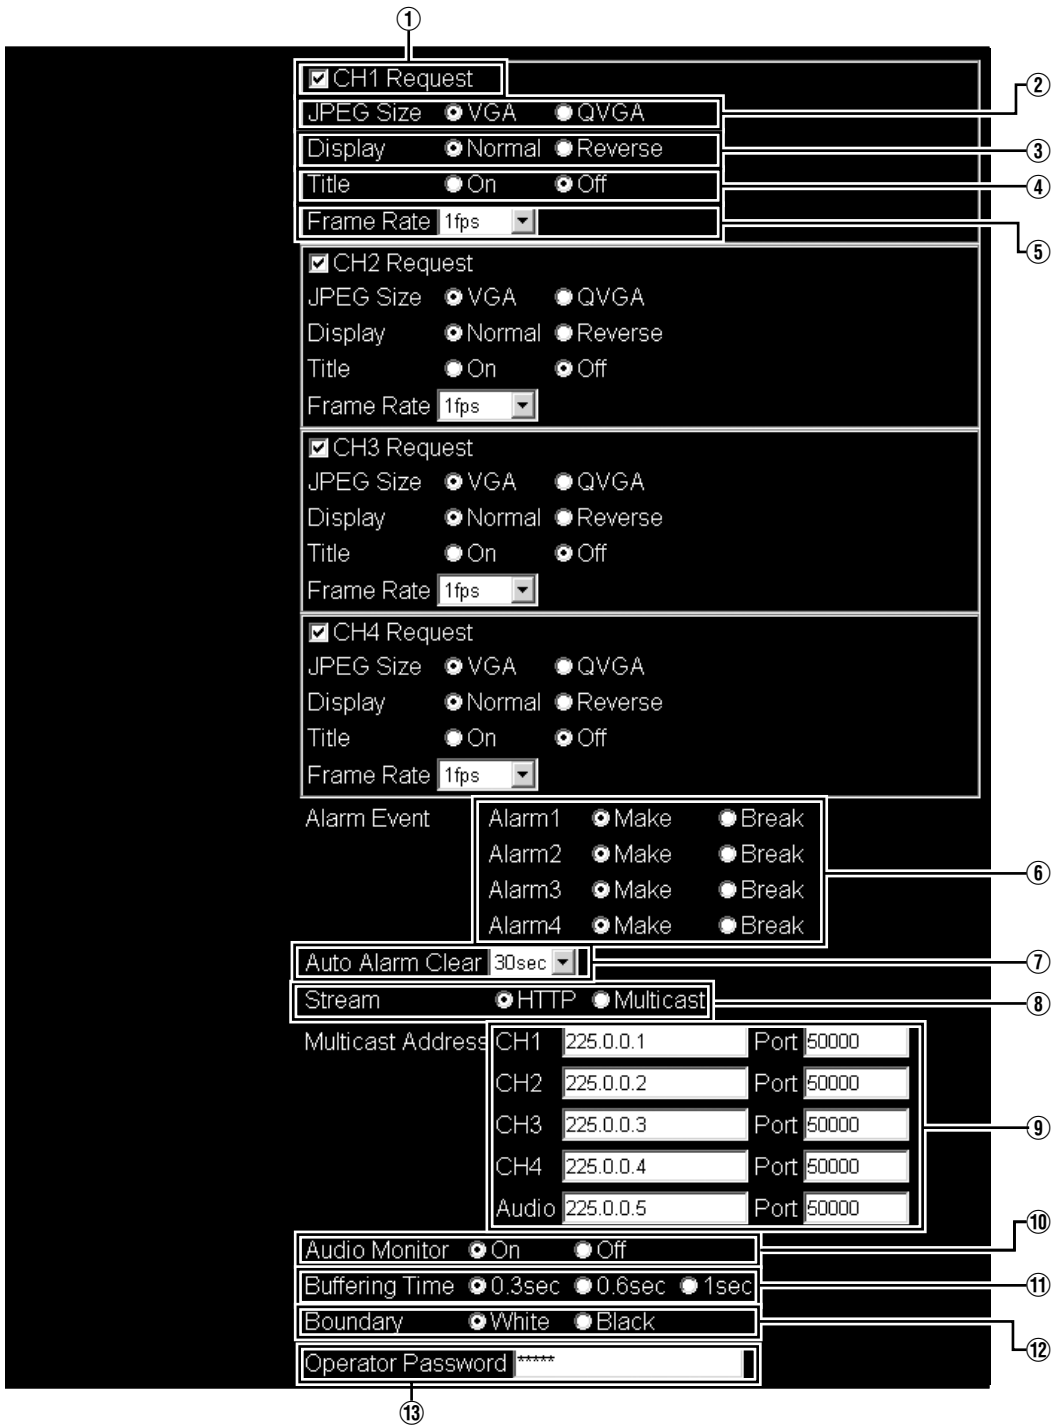 ①
CH1 Request
②
JPEG Size VGA QVGA
Display Normal Reverse ③
Title On Off ④
Frame Rate 1fps
⑤
CH2 Request
JPEG Size VGA QVGA
Display Normal Reverse
Title On Off
Frame Rate 1fps
CH3 Request
JPEG Size VGA QVGA
Display Normal Reverse
Title On Off
Frame Rate 1fps
CH4 Request
JPEG Size VGA QVGA
Display Normal Reverse
Title On Off
Frame Rate 1fps
Alarm Event Alarm1 Make Break
Alarm2 Make Break
⑥
Alarm3 Make Break
Alarm4 Make Break
Auto Alarm Clear 30sec ⑦
Stream HTTP Multicast ⑧
Multicast Address CH1 225.0.0.1 Port 50000
CH2 225.0.0.2 Port 50000
CH3 225.0.0.3 Port 50000 ⑨
CH4 225.0.0.4 Port 50000
Audio 225.0.0.5 Port 50000
⑩
Audio Monitor On Off
Buffering Time 0.3sec 0.6sec 1sec ⑪
Boundary White Black
⑫
Operator Password *****
⑬